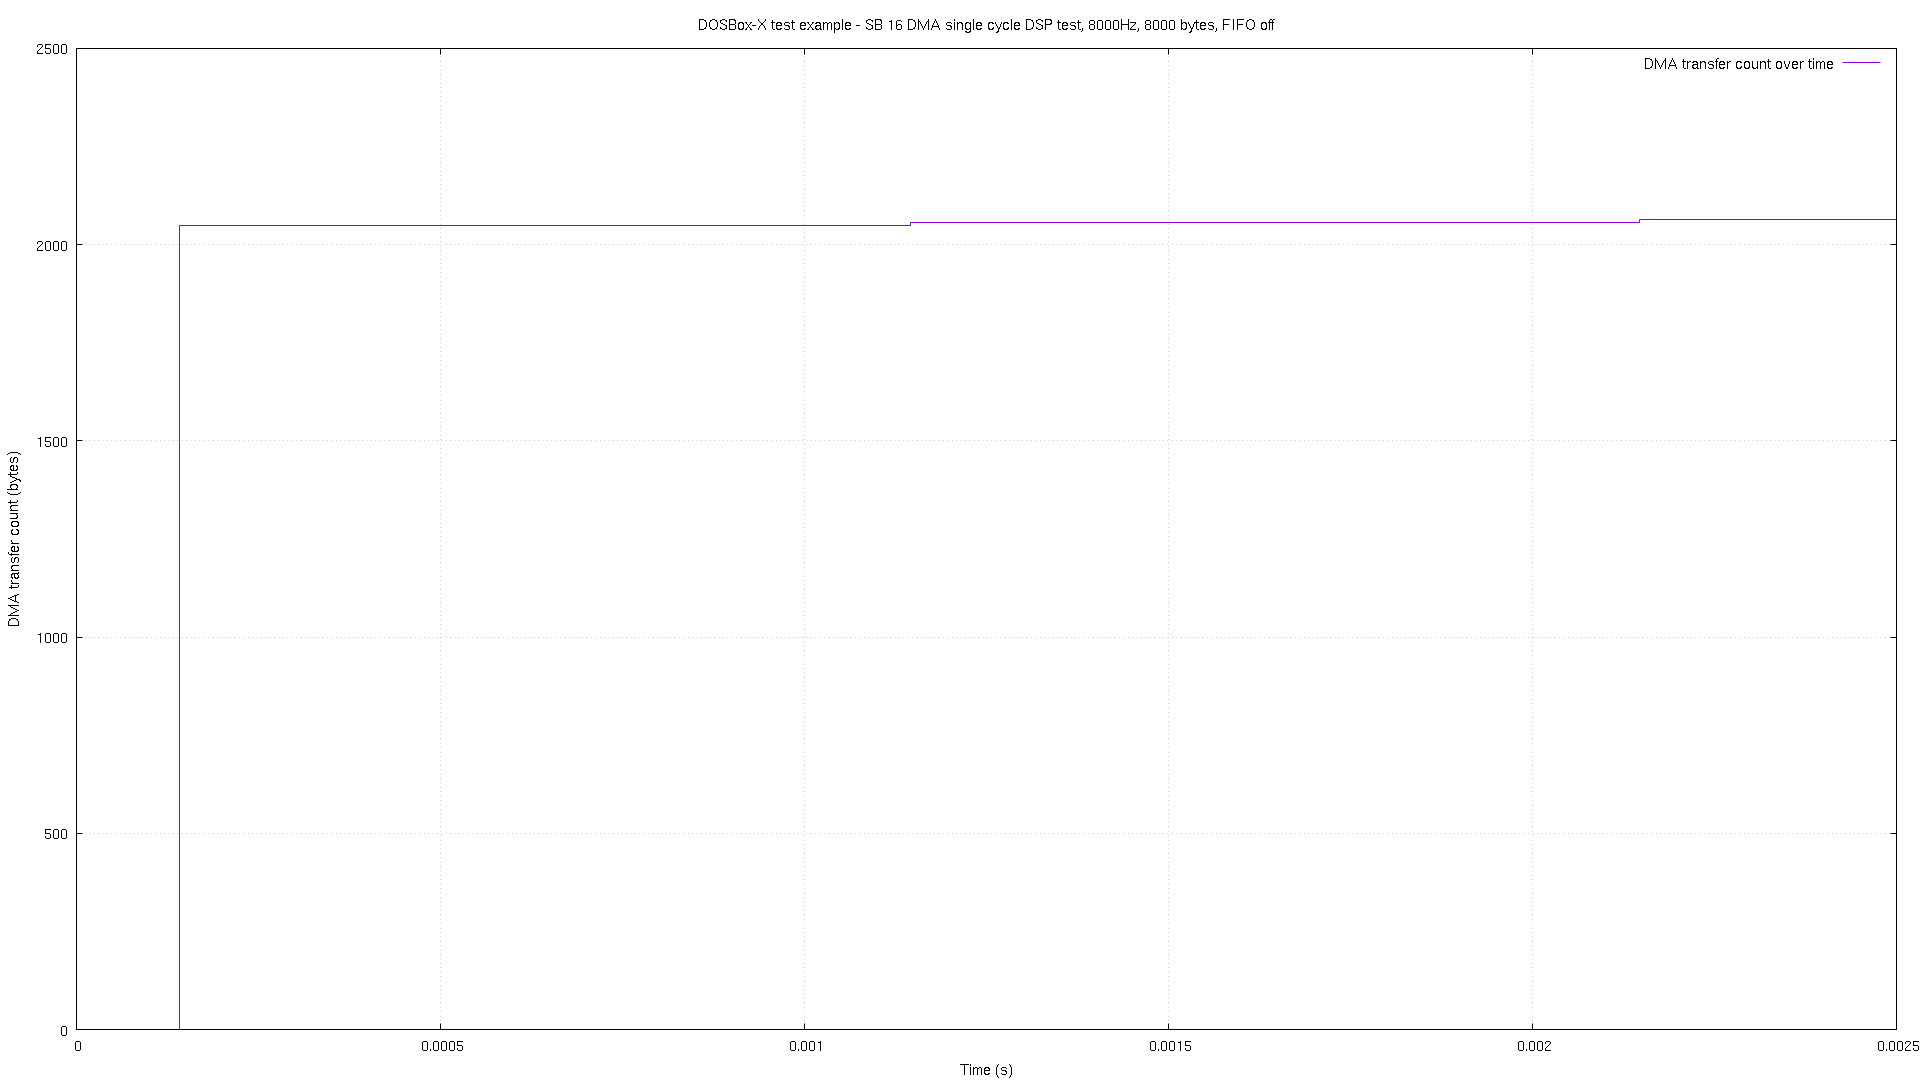 DOSBox-X test example - SB 16 DMA single cycle DSP test, 8000Hz, 8000 bytes, FIFO off
DMA transfer count over time
2500
2000
1500
1000
500
0
DMA transfer count (bytes)
0 0.0005 0.001 0.0015 0.002 0.0025
Time (s)